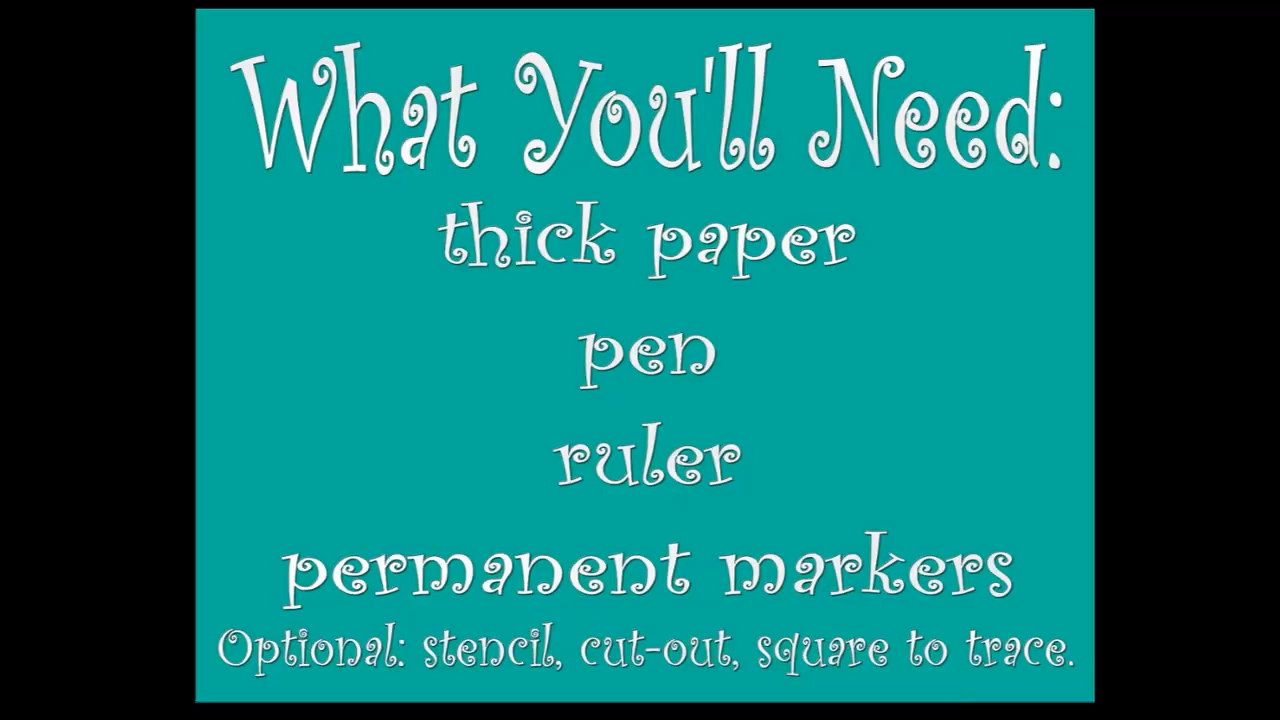 What You'll Need:
thick paper
pen
ruler
permanent markers
Optional: stencil, cut-out, square to trace.